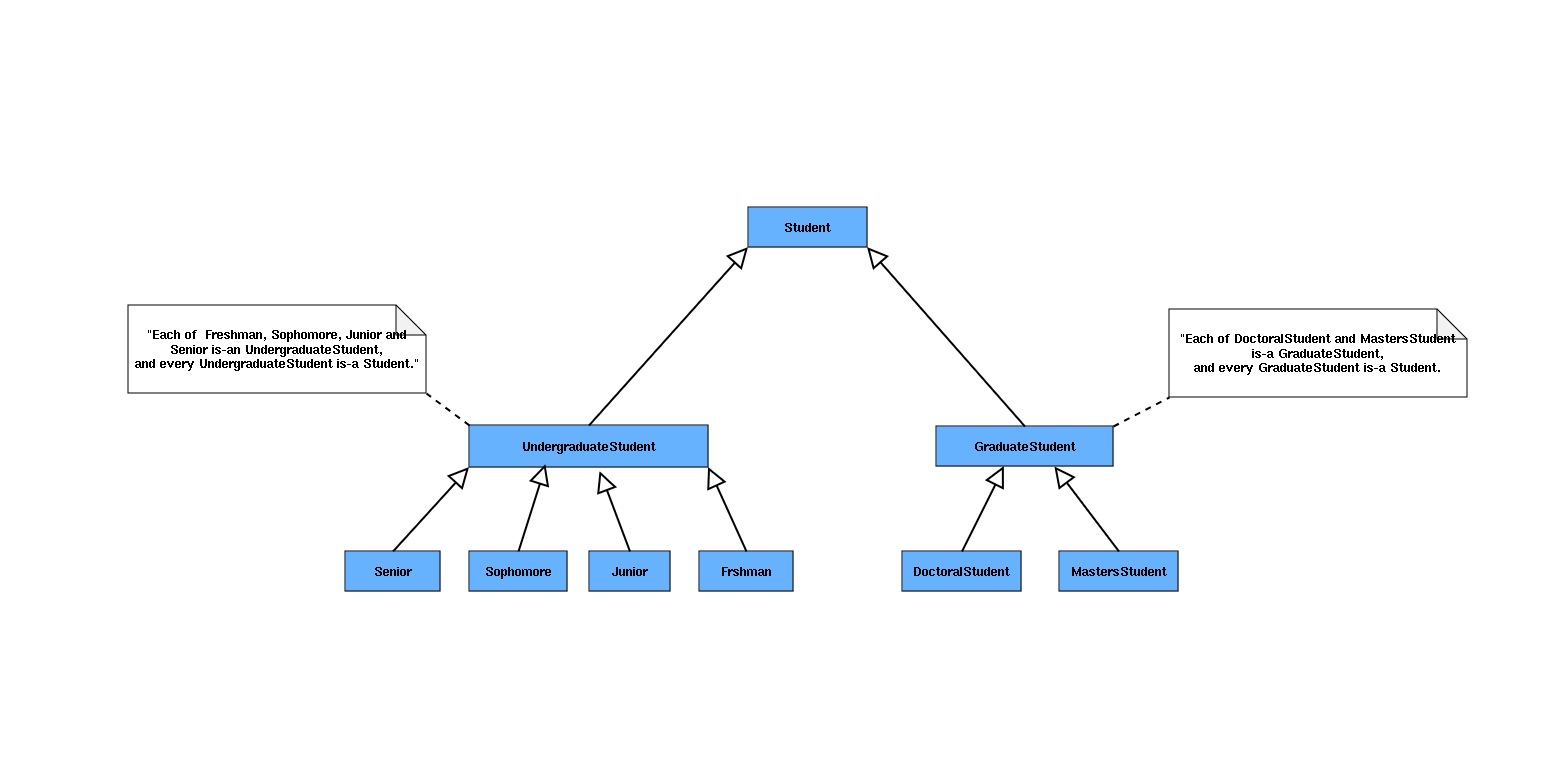 Student
"Each of  Freshman, Sophomore, Junior and
Senior is-an UndergraduateStudent,
and every UndergraduateStudent is-a Student."
"Each of DoctoralStudent and MastersStudent
is-a GraduateStudent,
and every GraduateStudent is-a Student.
UndergraduateStudent
GraduateStudent
Senior
Sophomore
Junior
Frshman
DoctoralStudent
MastersStudent